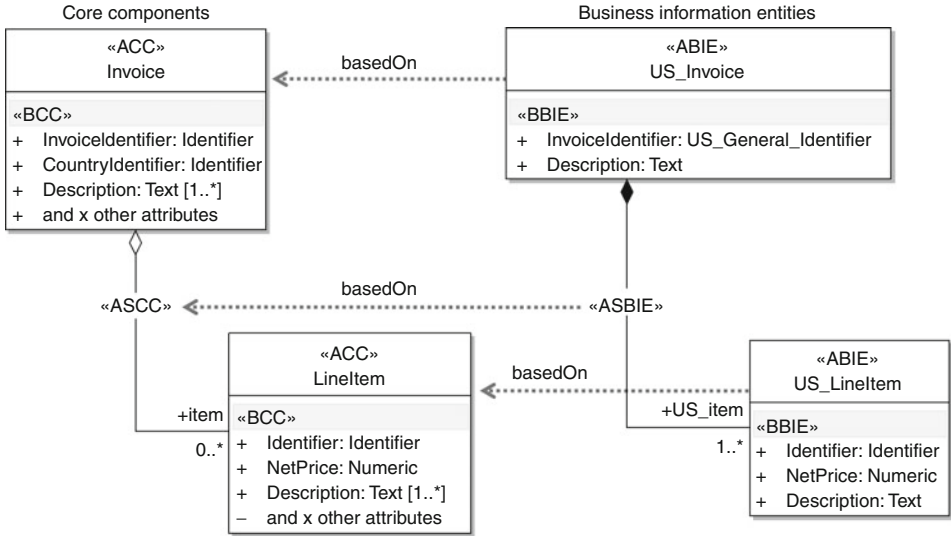 Core components
Business information entities
«ACC»
Invoice
«BCC»
+ InvoiceIdentifier: Identifier
+ CountryIdentifier: Identifier
+ Description: Text [1..*]
+ and x other attributes
basedOn
«ABIE»
US_Invoice
«BBIE»
+ InvoiceIdentifier: US_General_Identifier
+ Description: Text
«ASCC»
basedOn
«ASBIE»
«ACC»
LineItem
«BCC»
+ Identifier: Identifier
+ NetPrice: Numeric
+ Description: Text [1..*]
– and x other attributes
+item
0..*
basedOn
+US_item
1..*
«ABIE»
US_LineItem
«BBIE»
+ Identifier: Identifier
+ NetPrice: Numeric
+ Description: Text